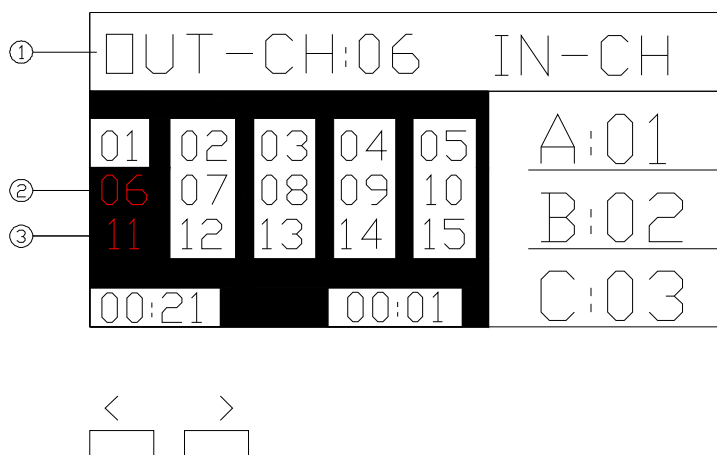 ① OUT-CH:06 IN-CH
01 02 03 04 05 A:01
② 06 07 08 09 10 B:02
③ 11 12 13 14 15
00:21 00:01 C:03
< >